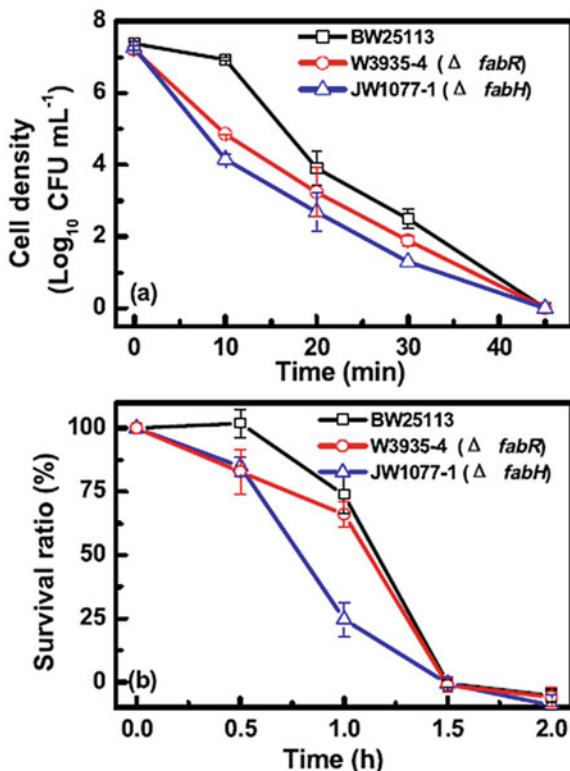 BW25113
W3935-4 ( Δ fabR)
JW1077-1 ( Δ fabH)
Cell density
(Log10 CFU mL-1)
8
6
4
2
0
(a)
0 10 20 30 40
Time (min)
BW25113
W3935-4 ( Δ fabR)
JW1077-1 ( Δ fabH)
Survival ratio (%)
100
75
50
25
0
(b)
0.0 0.5 1.0 1.5 2.0
Time (h)